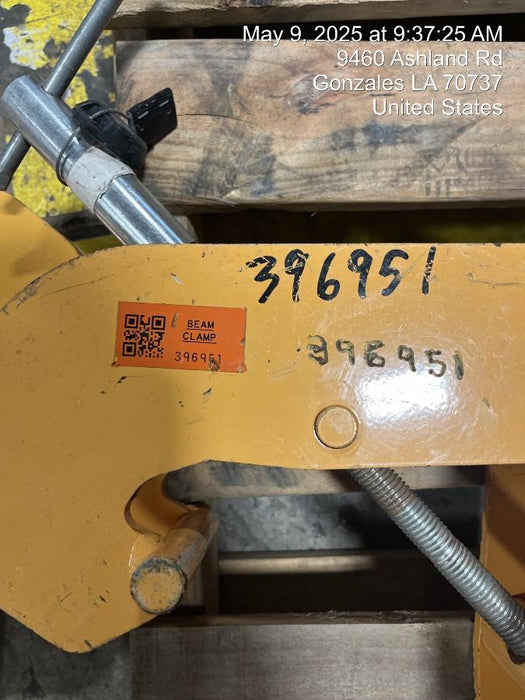 May 9, 2025 at 9:37:25 AM
9460 Ashland Rd
Gonzales LA 70737
United States
396951
BEAM
CLAMP
396951
396951